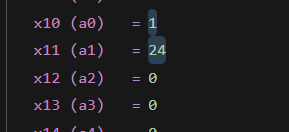 x10 (a0) = 1
x11 (a1) = 24
x12 (a2) = 0
x13 (a3) = 0